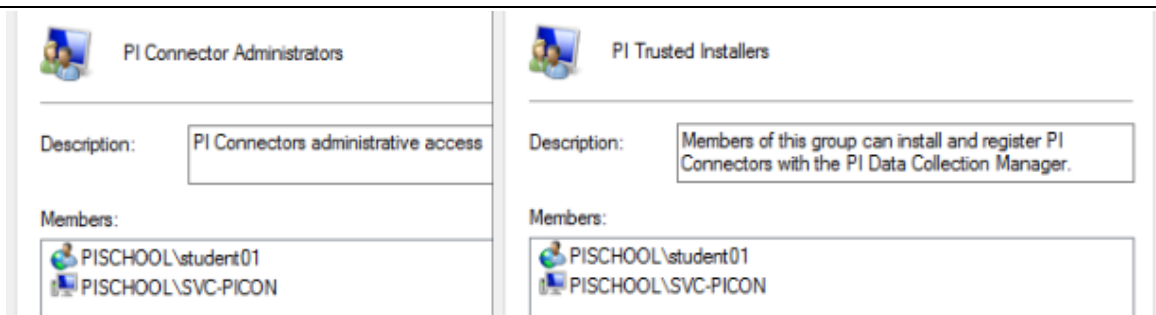 PI Connector Administrators
Description:
PI Connectors administrative access
Members:
PISCHOOL\student01
PISCHOOL\SVC-PICON
PI Trusted Installers
Description:
Members of this group can install and register PI
Connectors with the PI Data Collection Manager.
Members:
PISCHOOL\student01
PISCHOOL\SVC-PICON